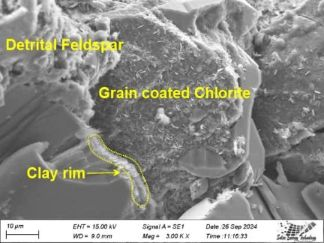 Detrital Feldspar
Grain coated Chlorite
Clay rim
10 µm
EHT = 15.00 kV
Signal A = SE1
Date :26 Sep 2024
WD = 9.0 mm
Mag = 3.00 K X
Time :11:16:33